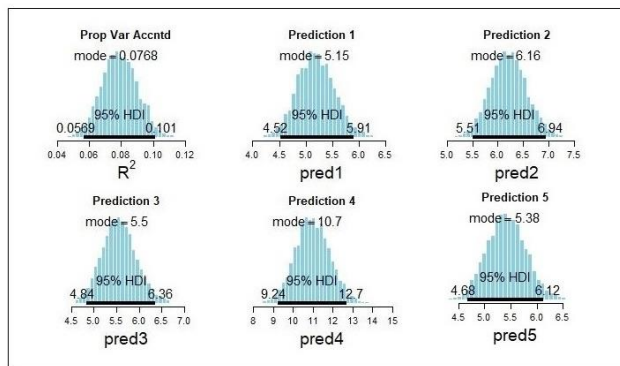 Prop Var Accntd
mode = 0.0768
95% HDI
0.0569 0.101
0.04 0.06 0.08 0.10 0.12
R²
Prediction 1
mode = 5.15
95% HDI
4.52 5.91
4.5 5.0 5.5 6.0 6.5
pred1
Prediction 2
mode = 6.16
95% HDI
5.51 6.94
5.0 5.5 6.0 6.5 7.0 7.5
pred2
Prediction 3
mode = 5.5
95% HDI
4.84 6.36
4.5 5.0 5.5 6.0 6.5 7.0
pred3
Prediction 4
mode = 10.7
95% HDI
9.24 12.7
8 9 10 11 12 13 14 15
pred4
Prediction 5
mode = 5.38
95% HDI
4.68 6.12
4.5 5.0 5.5 6.0 6.5
pred5